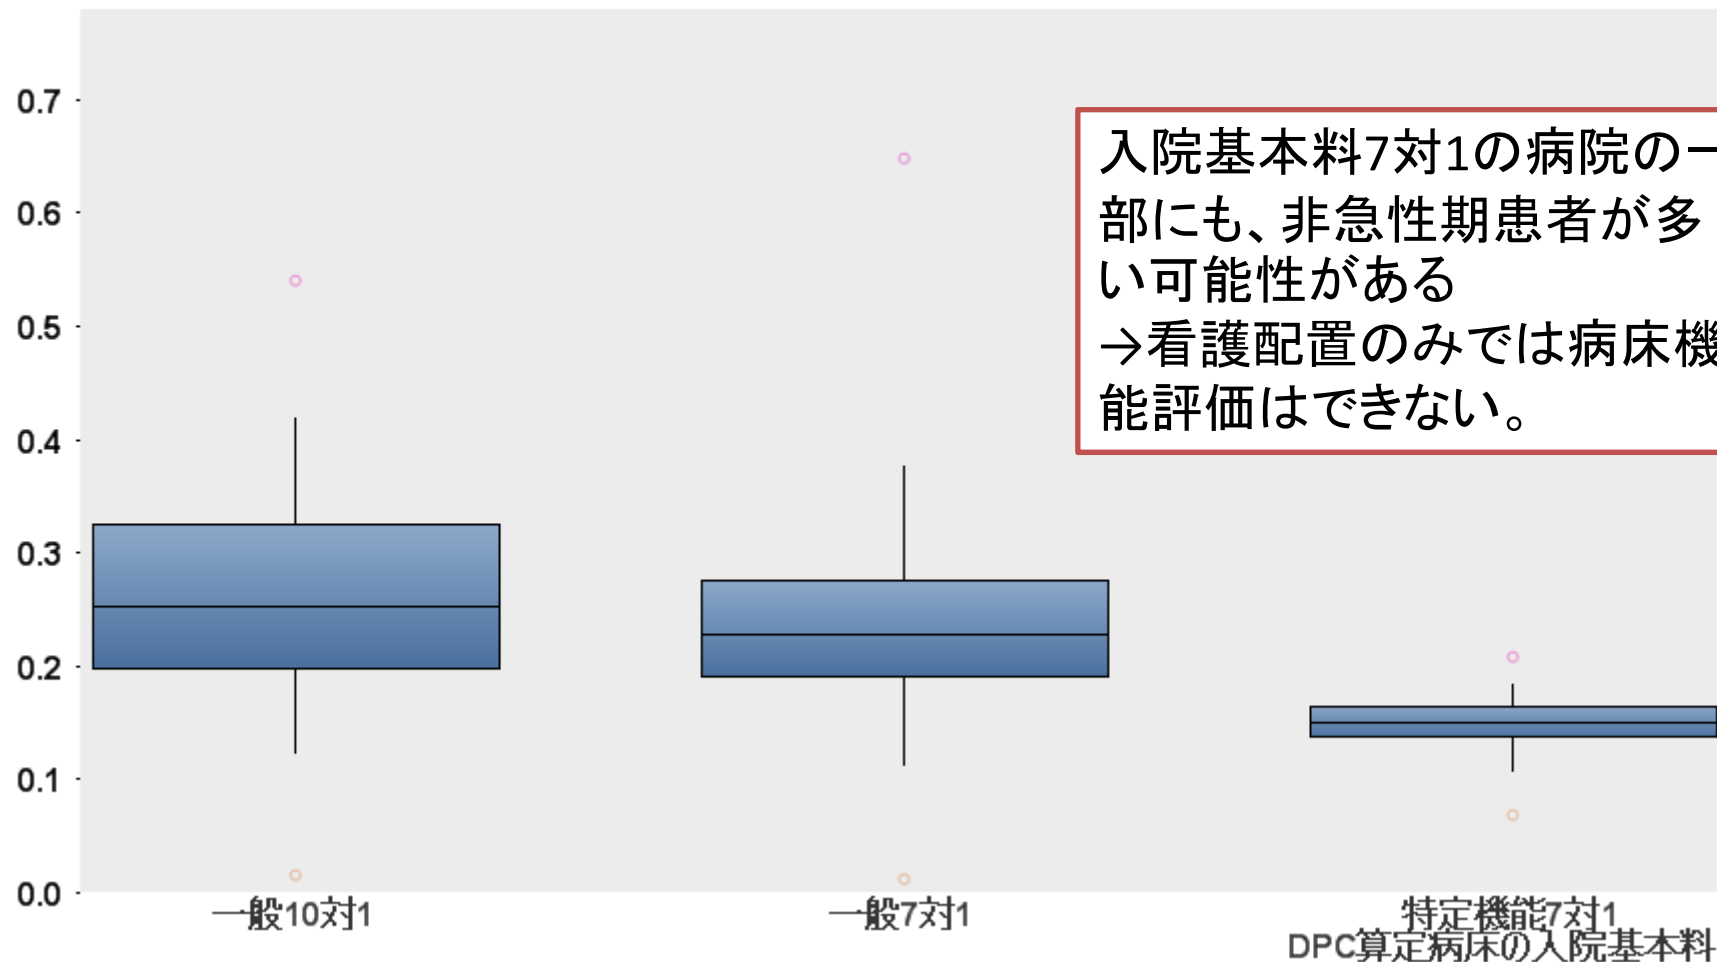 0.7
0.6
0.5
0.4
0.3
0.2
0.1
0.0
入院基本料7対1の病院の一
部にも、非急性期患者が多
い可能性がある
→看護配置のみでは病床機
能評価はできない。
一般10対1
一般7対1
特定機能7対1
DPC算定病床の入院基本料